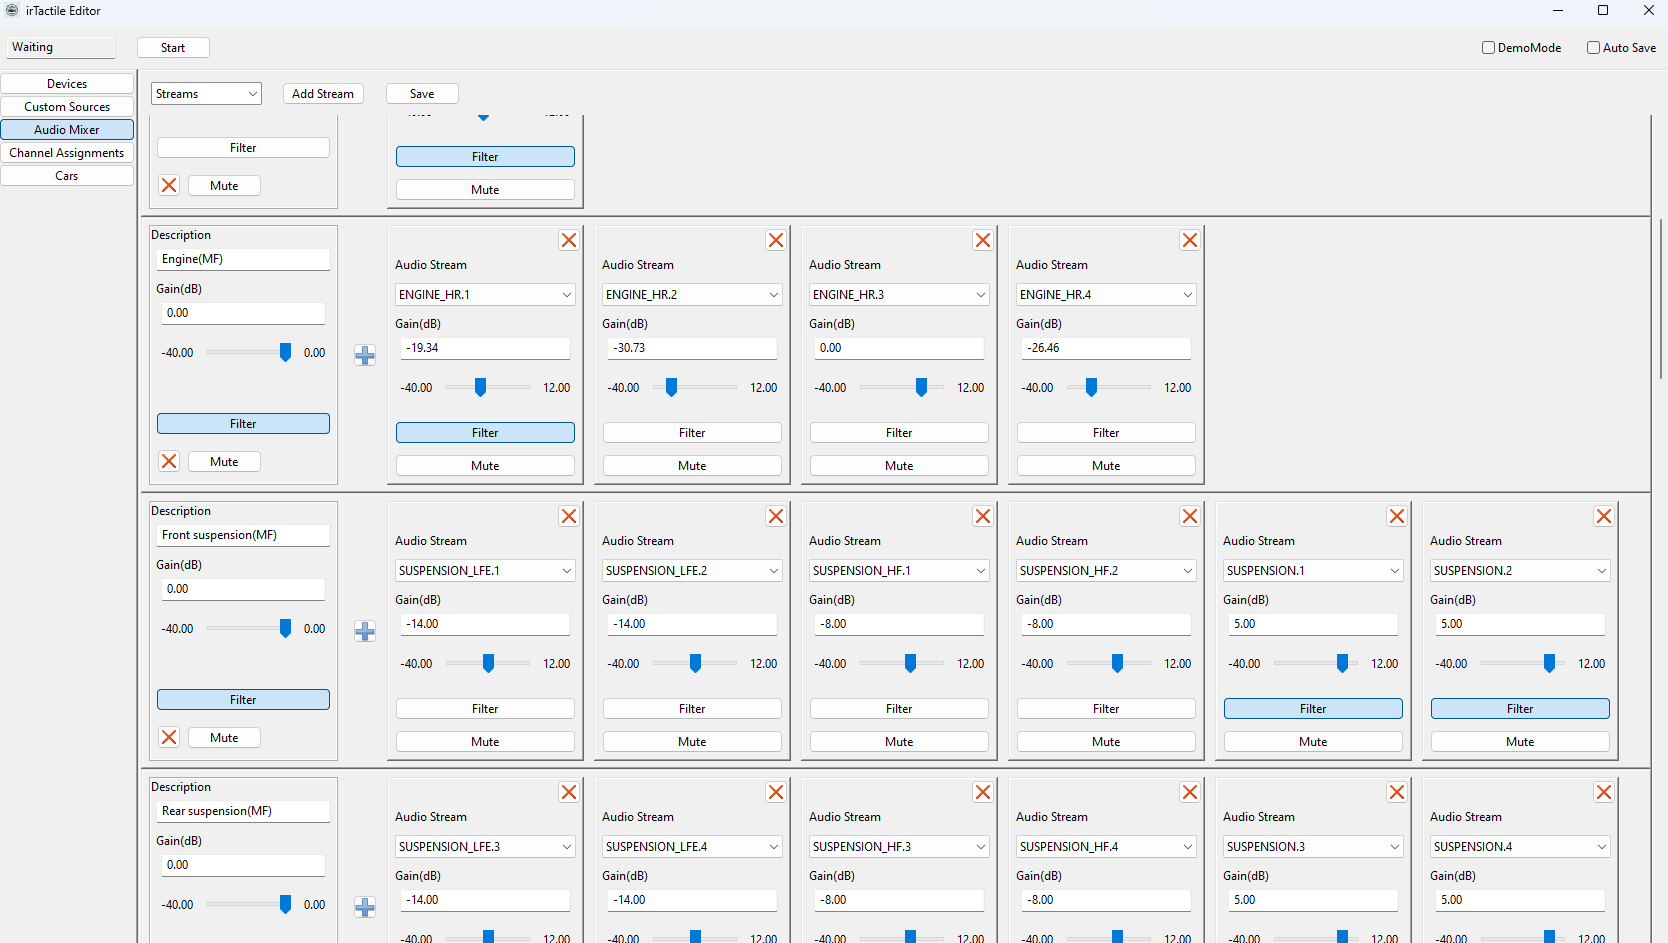 irTactile Editor
Waiting
Start
DemoMode
Auto Save
Devices
Custom Sources
Audio Mixer
Channel Assignments
Cars
Streams
Add Stream
Save
Filter
Mute
Filter
Mute
Description
Engine(MF)
Gain(dB)
0.00
-40.00 0.00
Filter
Mute
Audio Stream
ENGINE_HR.1
Gain(dB)
-19.34
-40.00 12.00
Filter
Mute
Audio Stream
ENGINE_HR.2
Gain(dB)
-30.73
-40.00 12.00
Filter
Mute
Audio Stream
ENGINE_HR.3
Gain(dB)
0.00
-40.00 12.00
Filter
Mute
Audio Stream
ENGINE_HR.4
Gain(dB)
-26.46
-40.00 12.00
Filter
Mute
Description
Front suspension(MF)
Gain(dB)
0.00
-40.00 0.00
Filter
Mute
Audio Stream
SUSPENSION_LFE.1
Gain(dB)
-14.00
-40.00 12.00
Filter
Mute
Audio Stream
SUSPENSION_LFE.2
Gain(dB)
-14.00
-40.00 12.00
Filter
Mute
Audio Stream
SUSPENSION_HF.1
Gain(dB)
-8.00
-40.00 12.00
Filter
Mute
Audio Stream
SUSPENSION_HF.2
Gain(dB)
-8.00
-40.00 12.00
Filter
Mute
Audio Stream
SUSPENSION.1
Gain(dB)
5.00
-40.00 12.00
Filter
Mute
Audio Stream
SUSPENSION.2
Gain(dB)
5.00
-40.00 12.00
Filter
Mute
Description
Rear suspension(MF)
Gain(dB)
0.00
-40.00 0.00
Audio Stream
SUSPENSION_LFE.3
Gain(dB)
-14.00
-40.00 12.00
Audio Stream
SUSPENSION_LFE.4
Gain(dB)
-14.00
-40.00 12.00
Audio Stream
SUSPENSION_HF.3
Gain(dB)
-8.00
-40.00 12.00
Audio Stream
SUSPENSION_HF.4
Gain(dB)
-8.00
-40.00 12.00
Audio Stream
SUSPENSION.3
Gain(dB)
5.00
-40.00 12.00
Audio Stream
SUSPENSION.4
Gain(dB)
5.00
-40.00 12.00